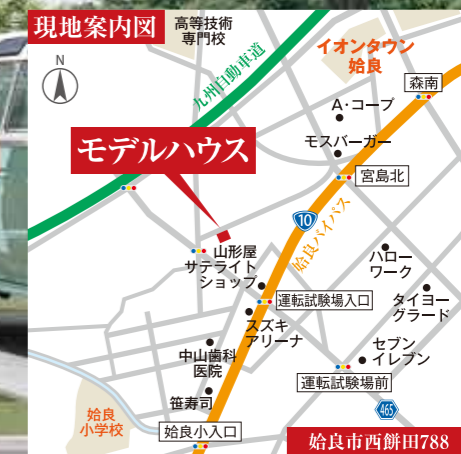 現地案内図
高等技術
専門校
イオンタウン
姶良
N
九州自動車道
森南
A・コープ
モスバーガー
モデルハウス
宮島北
10
姶良バイパス
山形屋
サテライト
ショップ
ハロー
ワーク
運転試験場入口
タイヨー
グラード
スズキ
アリーナ
中山歯科
医院
セブン
イレブン
運転試験場前
笹寿司
465
姶良
小学校
姶良小入口
姶良市西餅田788